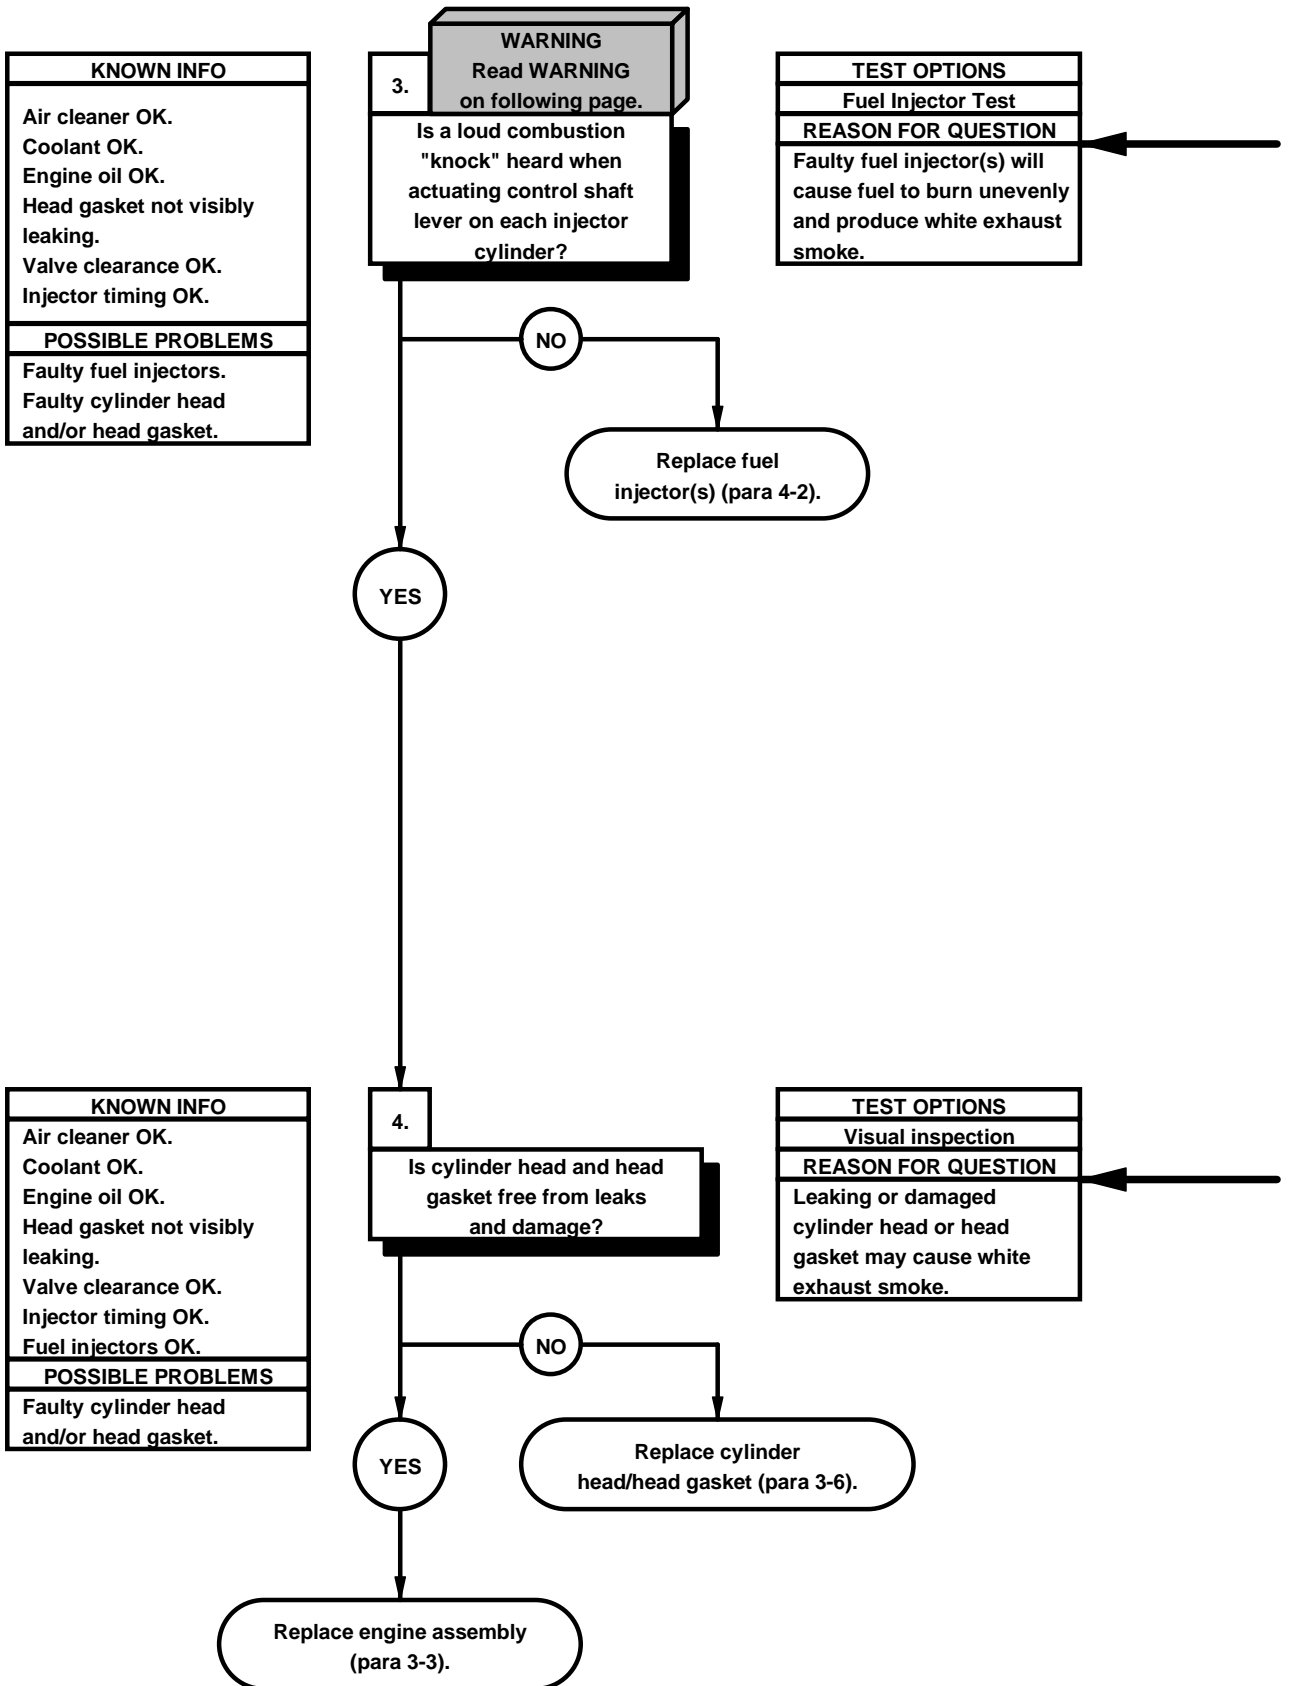 KNOWN INFO
Air cleaner OK.
Coolant OK.
Engine oil OK.
Head gasket not visibly
leaking.
Valve clearance OK.
Injector timing OK.
POSSIBLE PROBLEMS
Faulty fuel injectors.
Faulty cylinder head
and/or head gasket.
WARNING
Read WARNING
on following page.
3.
Is a loud combustion
"knock" heard when
actuating control shaft
lever on each injector
cylinder?
TEST OPTIONS
Fuel Injector Test
REASON FOR QUESTION
Faulty fuel injector(s) will
cause fuel to burn unevenly
and produce white exhaust
smoke.
NO
Replace fuel
injector(s) (para 4-2).
YES
KNOWN INFO
Air cleaner OK.
Coolant OK.
Engine oil OK.
Head gasket not visibly
leaking.
Valve clearance OK.
Injector timing OK.
Fuel injectors OK.
POSSIBLE PROBLEMS
Faulty cylinder head
and/or head gasket.
4.
Is cylinder head and head
gasket free from leaks
and damage?
TEST OPTIONS
Visual inspection
REASON FOR QUESTION
Leaking or damaged
cylinder head or head
gasket may cause white
exhaust smoke.
NO
Replace cylinder
head/head gasket (para 3-6).
YES
Replace engine assembly
(para 3-3).